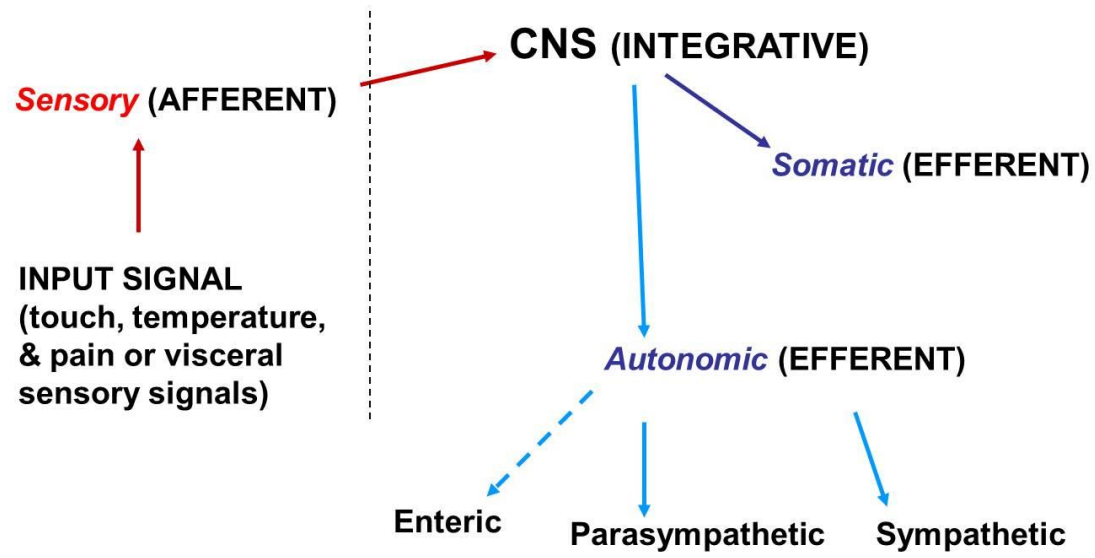 CNS (INTEGRATIVE)
Sensory (AFFERENT)
Somatic (EFFERENT)
INPUT SIGNAL
(touch, temperature,
& pain or visceral
sensory signals)
Autonomic (EFFERENT)
Enteric
Parasympathetic
Sympathetic